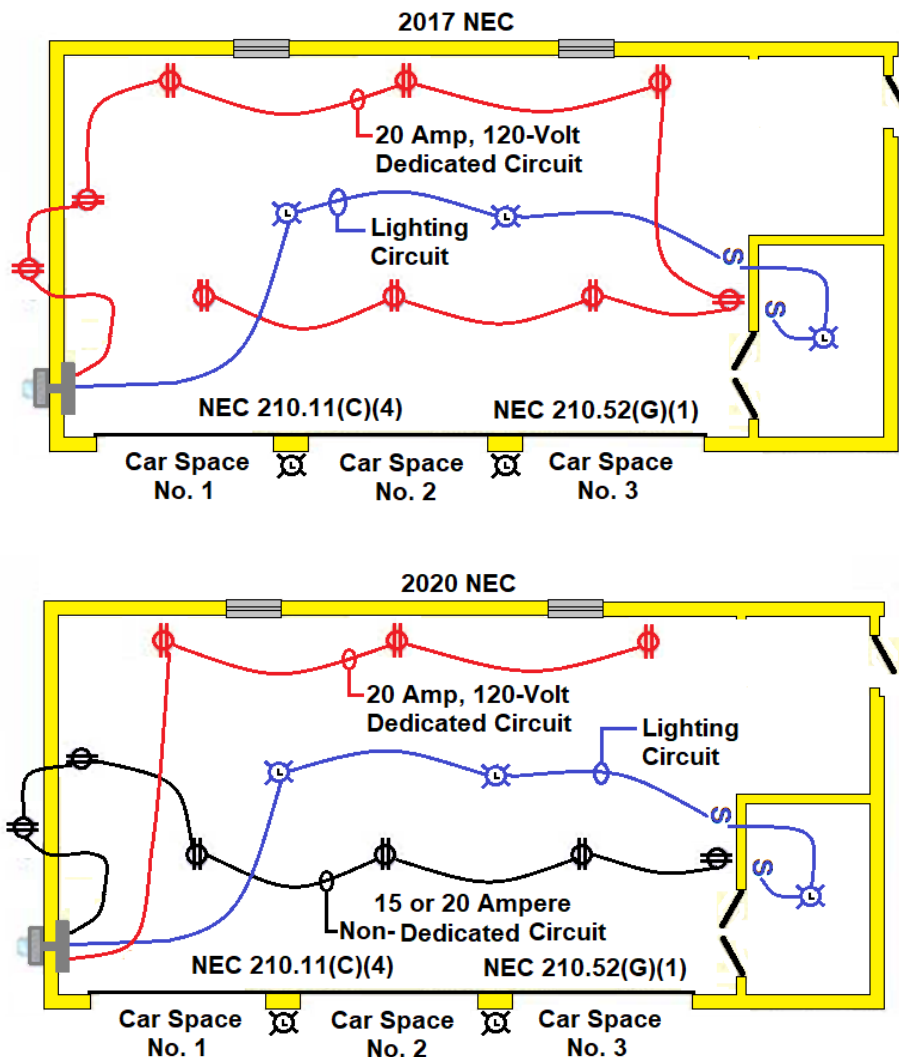 2017 NEC
20 Amp, 120-Volt
Dedicated Circuit
L
L
Lighting
Circuit
S
S
L
NEC 210.11(C)(4)
NEC 210.52(G)(1)
Car Space
No. 1
L
Car Space
No. 2
L
Car Space
No. 3
2020 NEC
20 Amp, 120-Volt
Dedicated Circuit
Lighting
Circuit
L
L
S
S
L
15 or 20 Ampere
Non-Dedicated Circuit
NEC 210.11(C)(4)
NEC 210.52(G)(1)
Car Space
No. 1
L
Car Space
No. 2
L
Car Space
No. 3